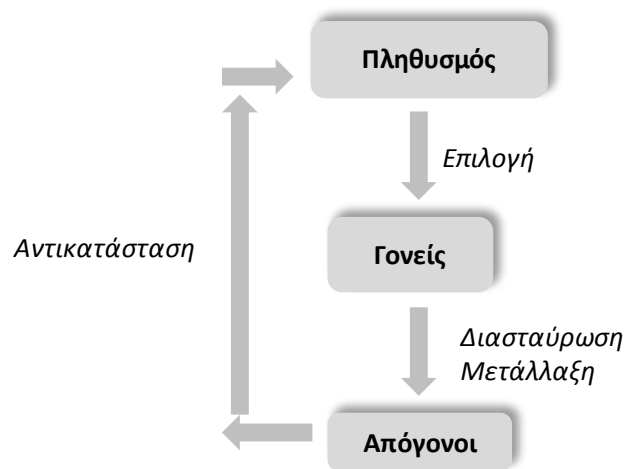 Πληθυσμός
Επιλογή
Αντικατάσταση
Γονείς
Διασταύρωση
Μετάλλαξη
Απόγονοι